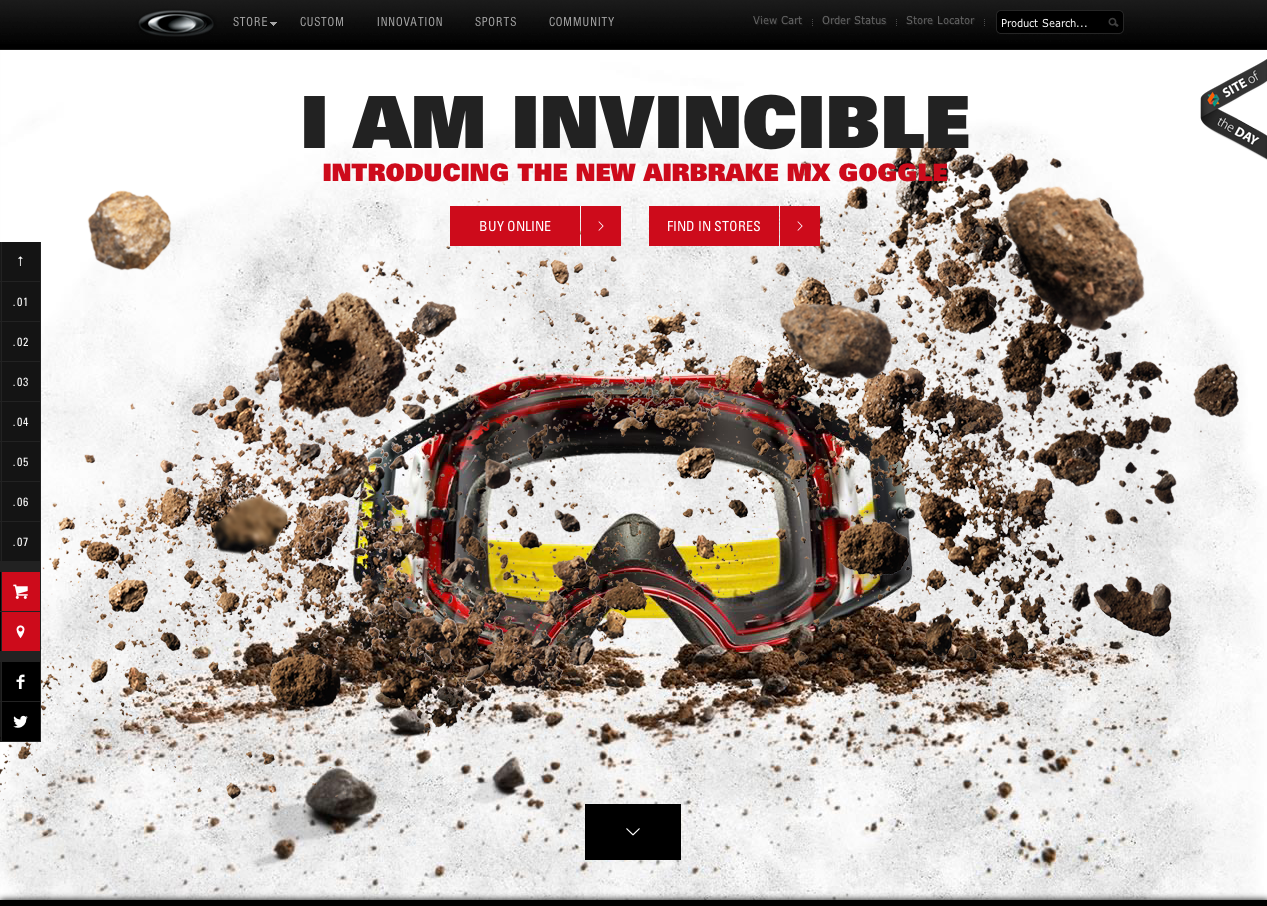 STORE
CUSTOM
INNOVATION
SPORTS
COMMUNITY
View Cart
Order Status
Store Locator
Product Search...
SITE of
the DAY
I AM INVINCIBLE
INTRODUCING THE NEW AIRBRAKE MX GOGGLE
BUY ONLINE
FIND IN STORES
.01
.02
.03
.04
.05
.06
.07